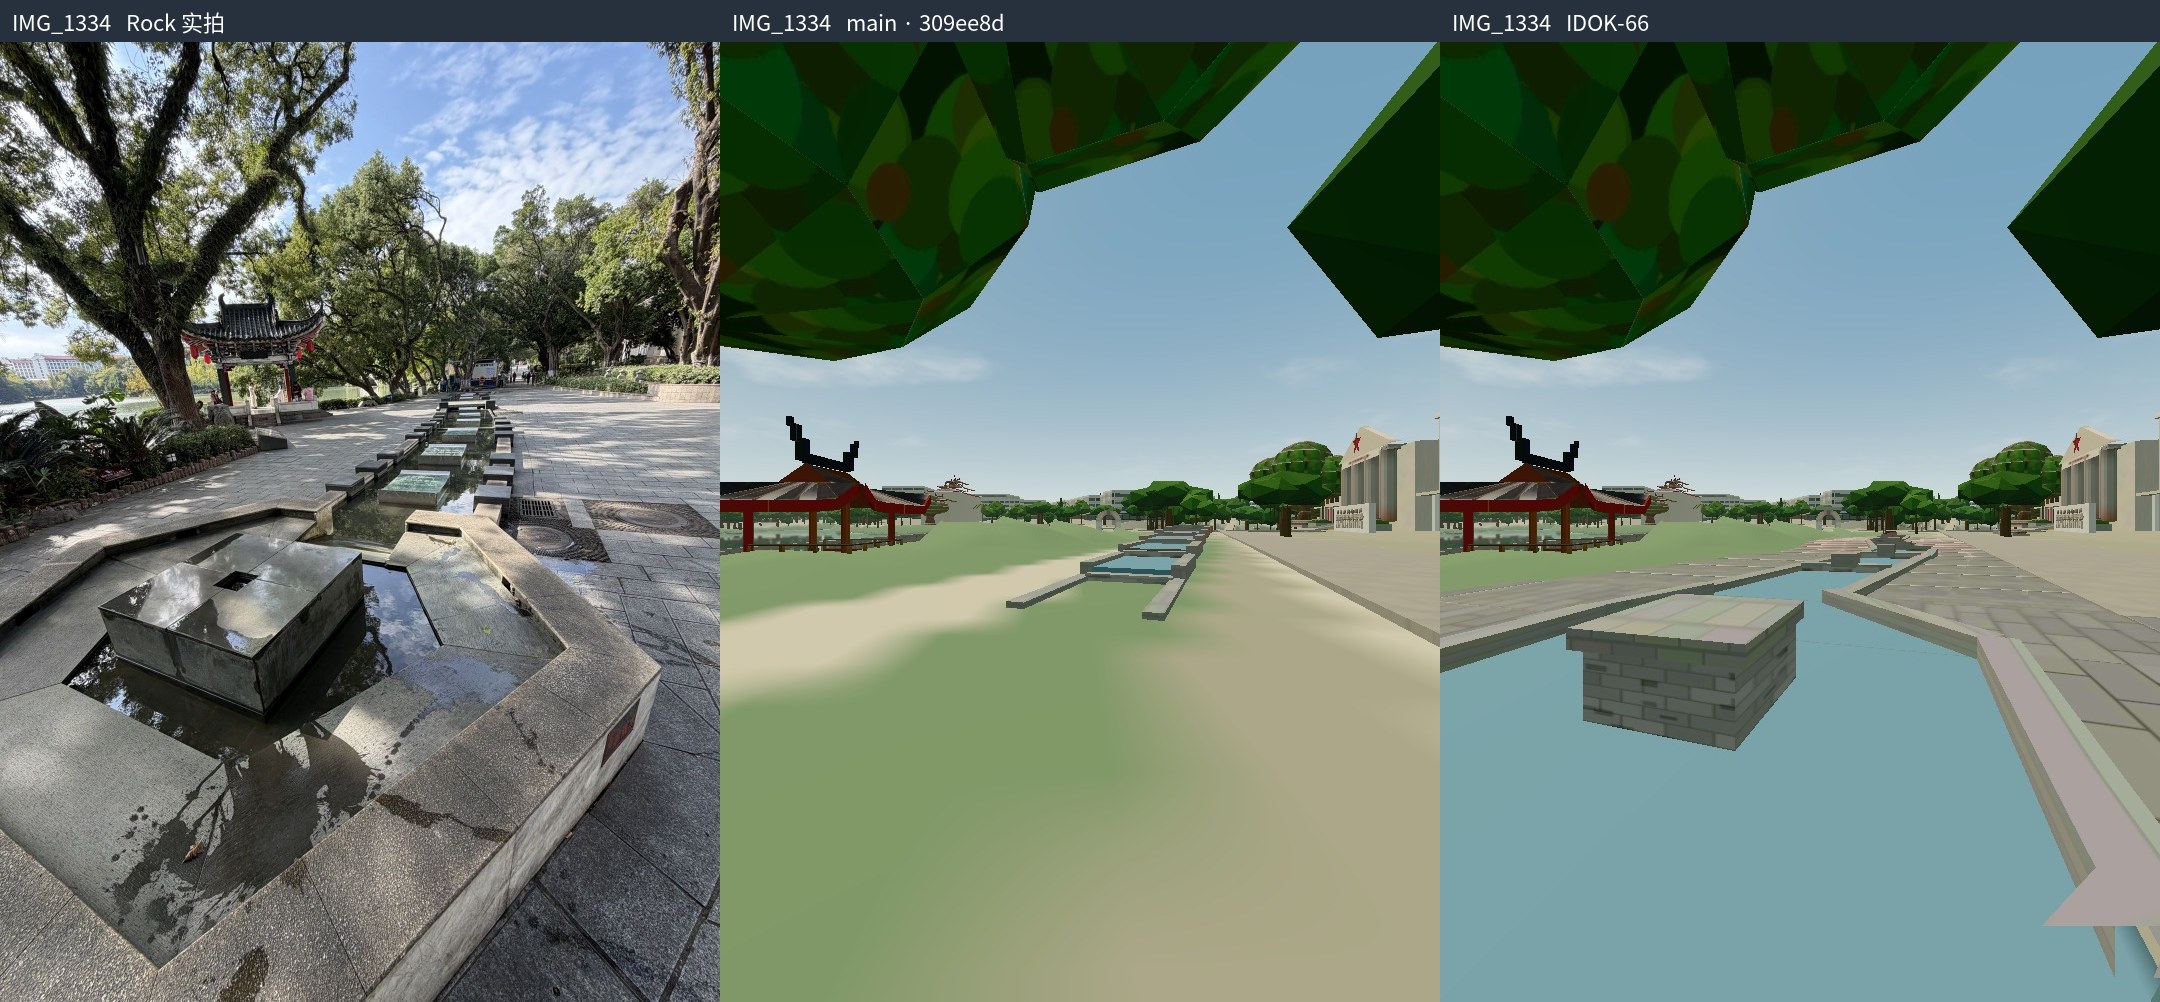 IMG_1334 Rock 实拍
IMG_1334 main · 309ee8d
IMG_1334 IDOK-66